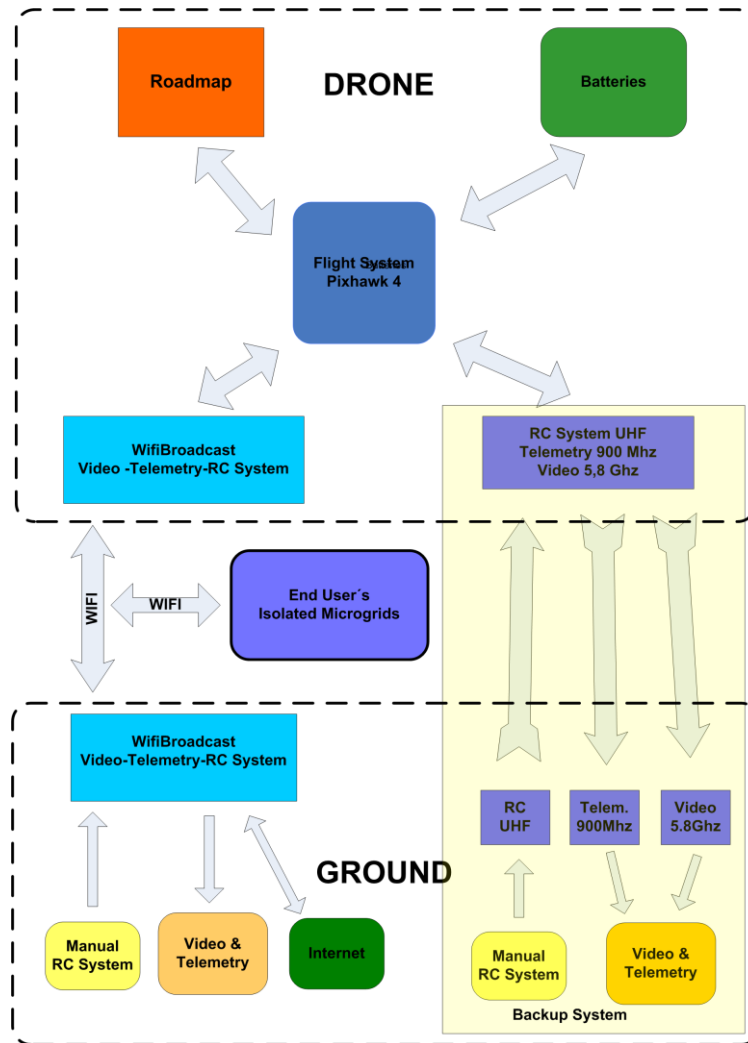 Roadmap
DRONE
Batteries
Flight System
Pixhawk 4
WifiBroadcast
Video -Telemetry-RC System
RC System UHF
Telemetry 900 Mhz
Video 5,8 Ghz
WIFI
WIFI
End User´s
Isolated Microgrids
WifiBroadcast
Video-Telemetry-RC System
RC
UHF
Telem.
900Mhz
Video
5.8Ghz
GROUND
Manual
RC System
Video &
Telemetry
Internet
Manual
RC System
Video &
Telemetry
Backup System